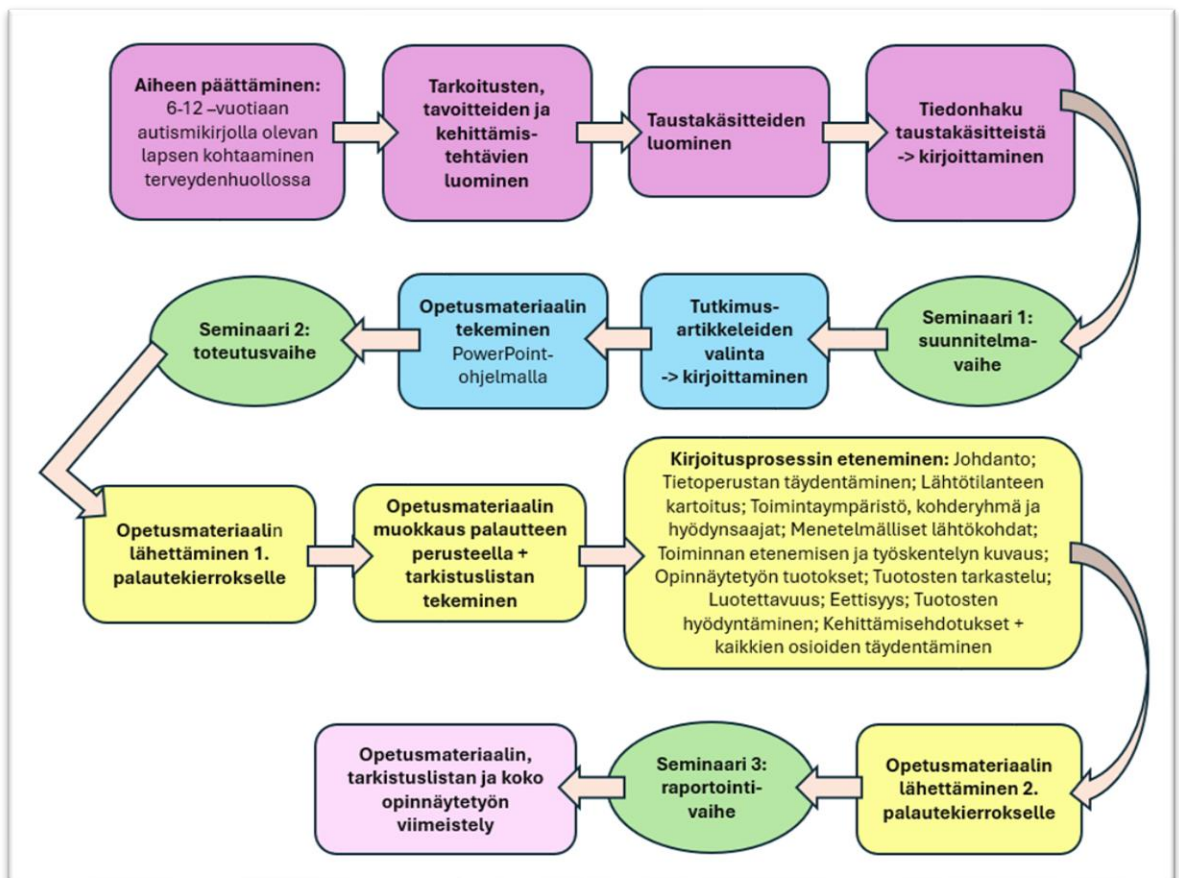 Aiheen päättäminen:
6-12 –vuotiaan
autismikirjolla olevan
lapsen kohtaaminen
terveydenhuollossa
Tarkoitusten,
tavoitteiden ja
kehittämis-
tehtävien
luominen
Taustakäsitteiden
luominen
Tiedonhaku
taustakäsitteistä
-> kirjoittaminen
Seminaari 1:
suunnitelma-
vaihe
Tutkimus-
artikkeleiden
valinta
-> kirjoittaminen
Opetusmateriaalin
tekeminen
PowerPoint-
ohjelmalla
Seminaari 2:
toteutusvaihe
Opetusmateriaalin
lähettäminen 1.
palautekierrokselle
Opetusmateriaalin
muokkaus palautteen
perusteella +
tarkistuslistan
tekeminen
Kirjoitusprosessin eteneminen: Johdanto;
Tietoperustan täydentäminen; Lähtötilanteen
kartoitus; Toimintaympäristö, kohderyhmä ja
hyödynsaajat; Menetelmälliset lähtökohdat;
Toiminnan etenemisen ja työskentelyn kuvaus;
Opinnäytetyön tuotokset; Tuotosten tarkastelu;
Luotettavuus; Eettisyys; Tuotosten
hyödyntäminen; Kehittämisehdotukset +
kaikkien osioiden täydentäminen
Opetusmateriaalin
lähettäminen 2.
palautekierrokselle
Seminaari 3:
raportointi-
vaihe
Opetusmateriaalin,
tarkistuslistan ja koko
opinnäytetyön
viimeistely